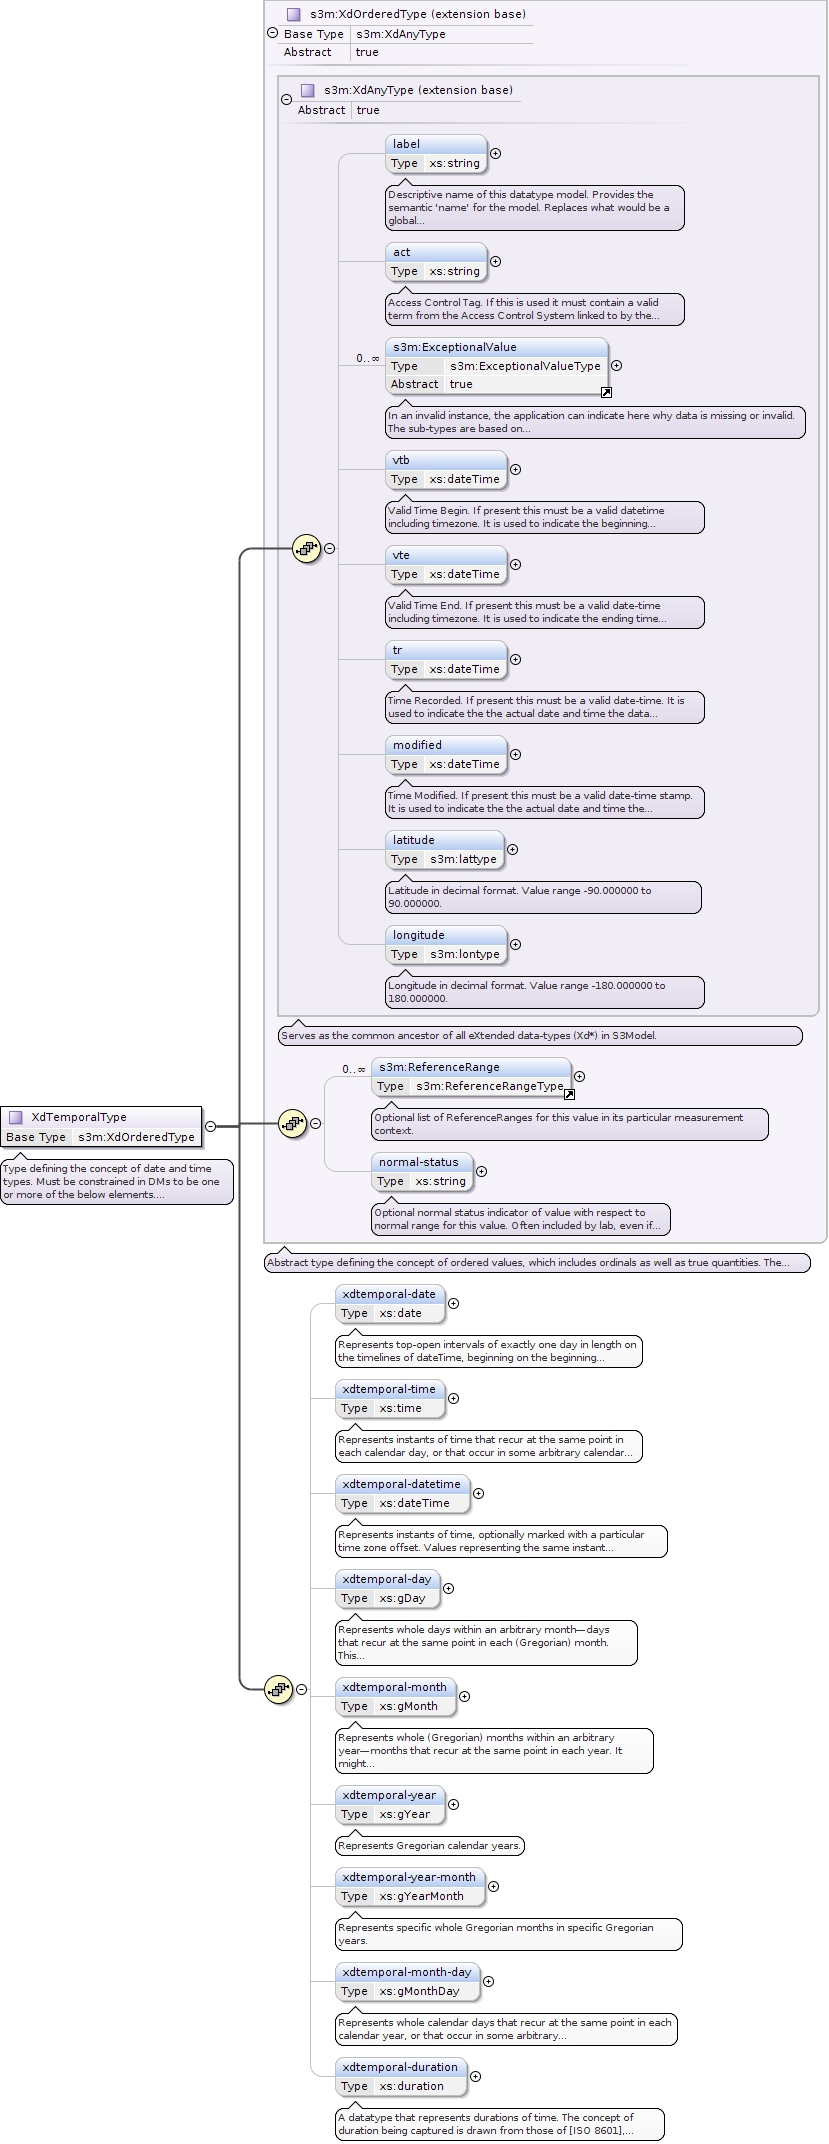 s3m:XdOrderedType (extension base)
Base Type s3m:XdAnyType
Abstract true
s3m:XdAnyType (extension base)
Abstract true
label
Type xs:string
Descriptive name of this datatype model. Provides the
semantic 'name' for the model. Replaces what would be a
global...
act
Type xs:string
Access Control Tag. If this is used it must contain a valid
term from the Access Control System linked to by the...
0..∞
s3m:ExceptionalValue
Type s3m:ExceptionalValueType
Abstract true
In an invalid instance, the application can indicate here why data is missing or invalid.
The sub-types are based on...
vtb
Type xs:dateTime
Valid Time Begin. If present this must be a valid datetime
including timezone. It is used to indicate the beginning...
vte
Type xs:dateTime
Valid Time End. If present this must be a valid date-time
including timezone. It is used to indicate the ending time...
tr
Type xs:dateTime
Time Recorded. If present this must be a valid date-time. It is
used to indicate the the actual date and time the data...
modified
Type xs:dateTime
Time Modified. If present this must be a valid date-time stamp.
It is used to indicate the the actual date and time the...
latitude
Type s3m:lattype
Latitude in decimal format. Value range -90.000000 to
90.000000.
longitude
Type s3m:lontype
Longitude in decimal format. Value range -180.000000 to
180.000000.
Serves as the common ancestor of all eXtended data-types (Xd*) in S3Model.
0..∞
s3m:ReferenceRange
Type s3m:ReferenceRangeType
Optional list of ReferenceRanges for this value in its particular measurement
context.
XdTemporalType
Base Type s3m:XdOrderedType
Type defining the concept of date and time
types. Must be constrained in DMs to be one
or more of the below elements....
normal-status
Type xs:string
Optional normal status indicator of value with respect to
normal range for this value. Often included by lab, even if...
Abstract type defining the concept of ordered values, which includes ordinals as well as true quantities. The...
xdtemporal-date
Type xs:date
Represents top-open intervals of exactly one day in length on
the timelines of dateTime, beginning on the beginning...
xdtemporal-time
Type xs:time
Represents instants of time that recur at the same point in
each calendar day, or that occur in some arbitrary calendar...
xdtemporal-datetime
Type xs:dateTime
Represents instants of time, optionally marked with a particular
time zone offset. Values representing the same instant...
xdtemporal-day
Type xs:gDay
Represents whole days within an arbitrary month—days
that recur at the same point in each (Gregorian) month.
This...
xdtemporal-month
Type xs:gMonth
Represents whole (Gregorian) months within an arbitrary
year—months that recur at the same point in each year. It
might...
xdtemporal-year
Type xs:gYear
Represents Gregorian calendar years.
xdtemporal-year-month
Type xs:gYearMonth
Represents specific whole Gregorian months in specific Gregorian
years.
xdtemporal-month-day
Type xs:gMonthDay
Represents whole calendar days that recur at the same point in each
calendar year, or that occur in some arbitrary...
xdtemporal-duration
Type xs:duration
A datatype that represents durations of time. The concept of
duration being captured is drawn from those of [ISO 8601],...